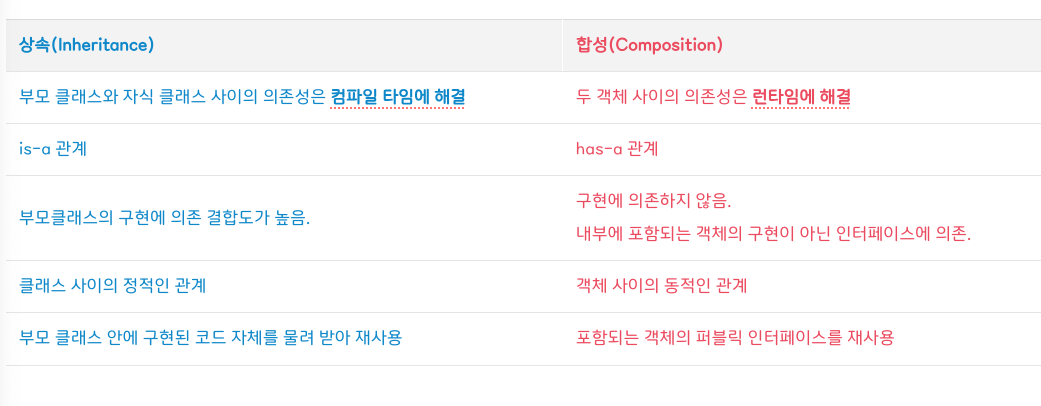 상속(Inheritance)
합성(Composition)
부모 클래스와 자식 클래스 사이의 의존성은 컴파일 타임에 해결
두 객체 사이의 의존성은 런타임에 해결
is-a 관계
has-a 관계
부모클래스의 구현에 의존 결합도가 높음.
구현에 의존하지 않음.
내부에 포함되는 객체의 구현이 아닌 인터페이스에 의존.
클래스 사이의 정적인 관계
객체 사이의 동적인 관계
부모 클래스 안에 구현된 코드 자체를 물려 받아 재사용
포함되는 객체의 퍼블릭 인터페이스를 재사용